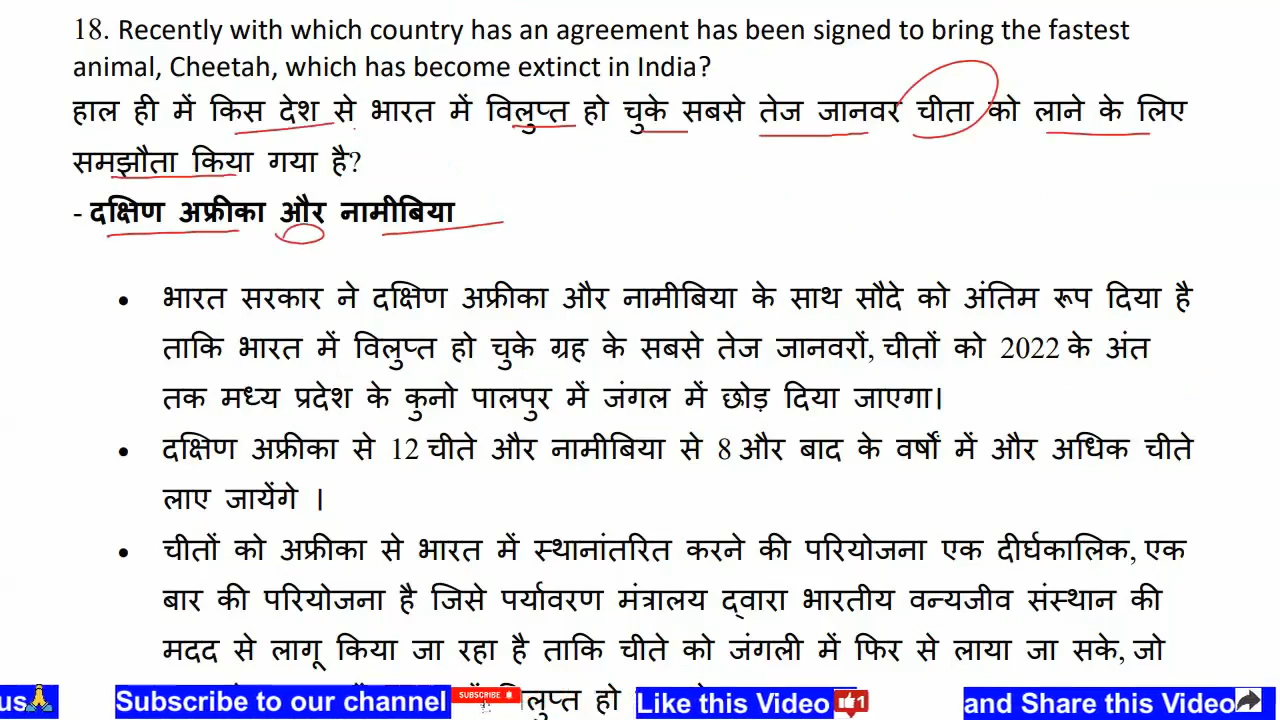 18. Recently with which country has an agreement has been signed to bring the fastest
animal, Cheetah, which has become extinct in India?
हाल ही में किस देश से भारत में विलुप्त हो चुके सबसे तेज जानवर चीता को लाने के लिए
समझौता किया गया है?
- दक्षिण अफ्रीका और नामीबिया
• भारत सरकार ने दक्षिण अफ्रीका और नामीबिया के साथ सौदे को अंतिम रूप दिया है
ताकि भारत में विलुप्त हो चुके ग्रह के सबसे तेज जानवरों, चीतों को 2022 के अंत
तक मध्य प्रदेश के कुनो पालपुर में जंगल में छोड़ दिया जाएगा।
• दक्षिण अफ्रीका से 12 चीते और नामीबिया से 8 और बाद के वर्षों में और अधिक चीते
लाए जायेंगे ।
• चीतों को अफ्रीका से भारत में स्थानांतरित करने की परियोजना एक दीर्घकालिक, एक
बार की परियोजना है जिसे पर्यावरण मंत्रालय द्वारा भारतीय वन्यजीव संस्थान की
मदद से लागू किया जा रहा है ताकि चीते को जंगली में फिर से लाया जा सके, जो
विलुप्त हो
us Subscribe to our channel SUBSCRIBE Like this Video 1 and Share this Video